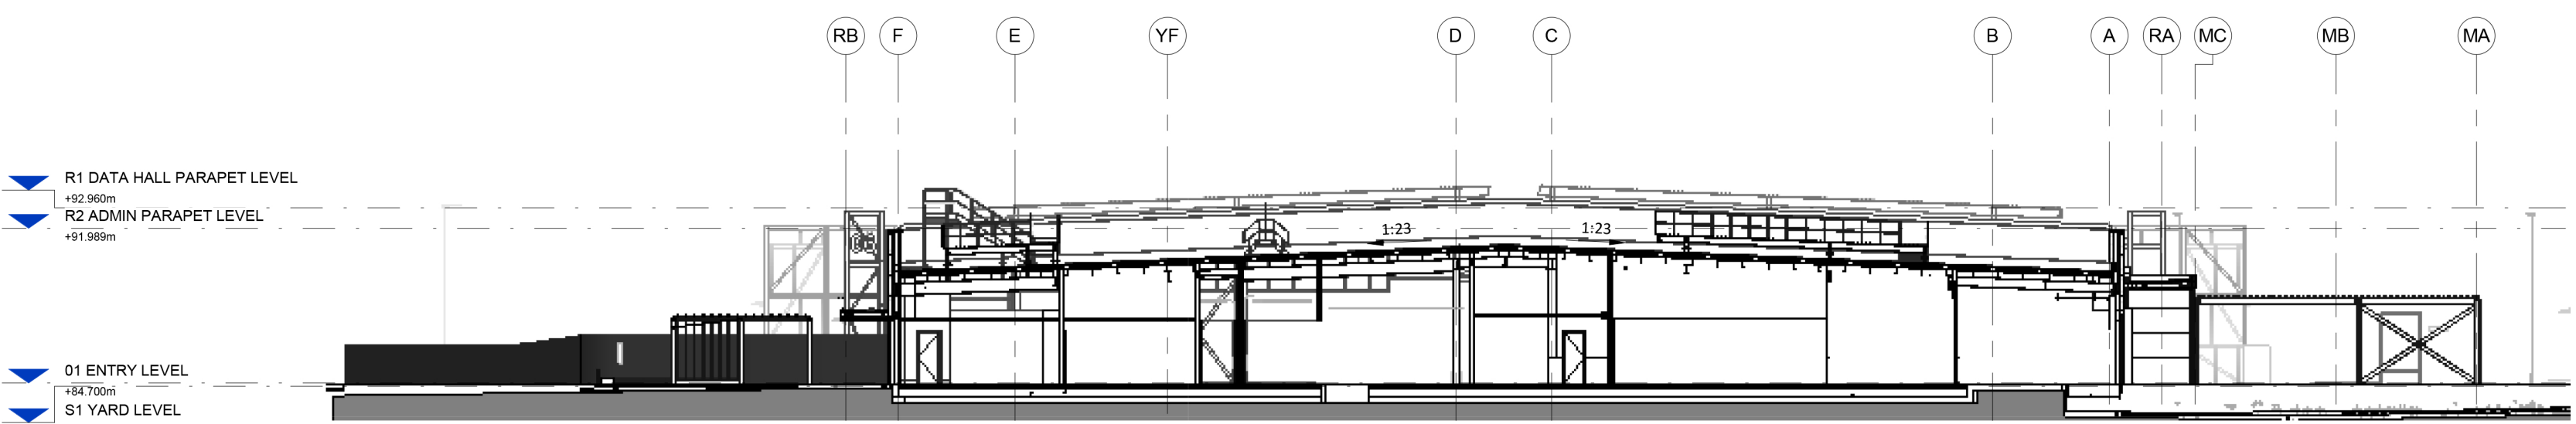 RB F E YF D C B A RA MC MB MA
R1 DATA HALL PARAPET LEVEL
+92.960m
R2 ADMIN PARAPET LEVEL
+91.989m
1:23 1:23
01 ENTRY LEVEL
+84.700m
S1 YARD LEVEL